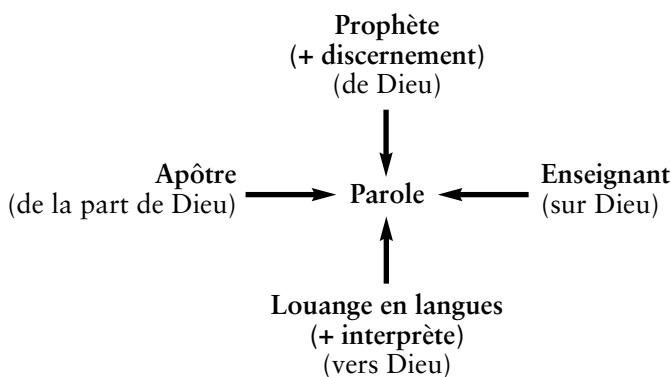 Prophète
(+ discernement)
(de Dieu)
Apôtre
(de la part de Dieu)
Parole
Enseignant
(sur Dieu)
Louange en langues
(+ interprète)
(vers Dieu)